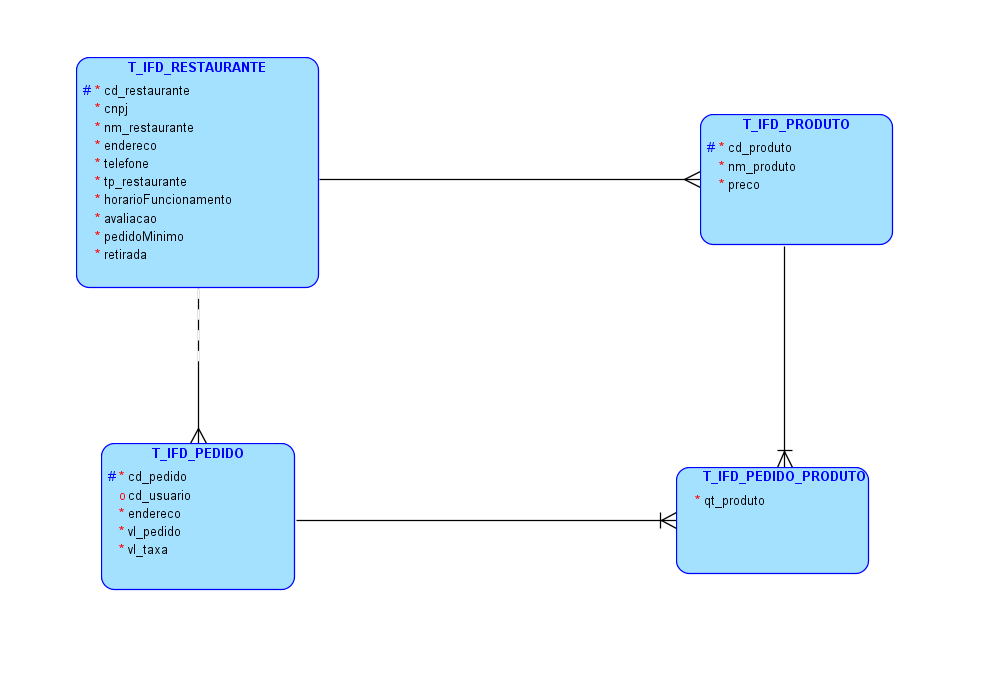 T_IFD_RESTAURANTE
# * cd_restaurante
* cnpj
* nm_restaurante
* endereco
* telefone
* tp_restaurante
* horarioFuncionamento
* avaliacao
* pedidoMinimo
* retirada
T_IFD_PRODUTO
# * cd_produto
* nm_produto
* preco
T_IFD_PEDIDO
# * cd_pedido
o cd_usuario
* endereco
* vl_pedido
* vl_taxa
T_IFD_PEDIDO_PRODUTO
* qt_produto